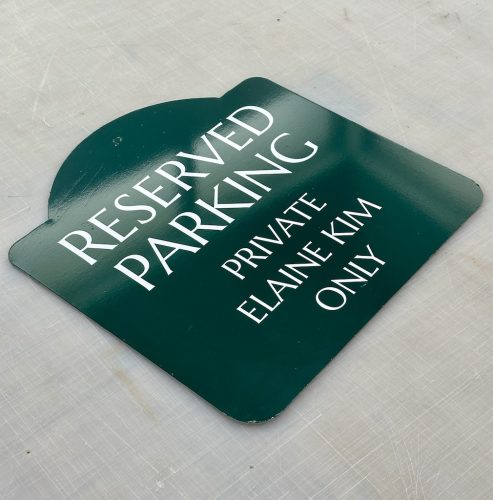 RESERVED
PARKING
PRIVATE
ELAINE KIM
ONLY